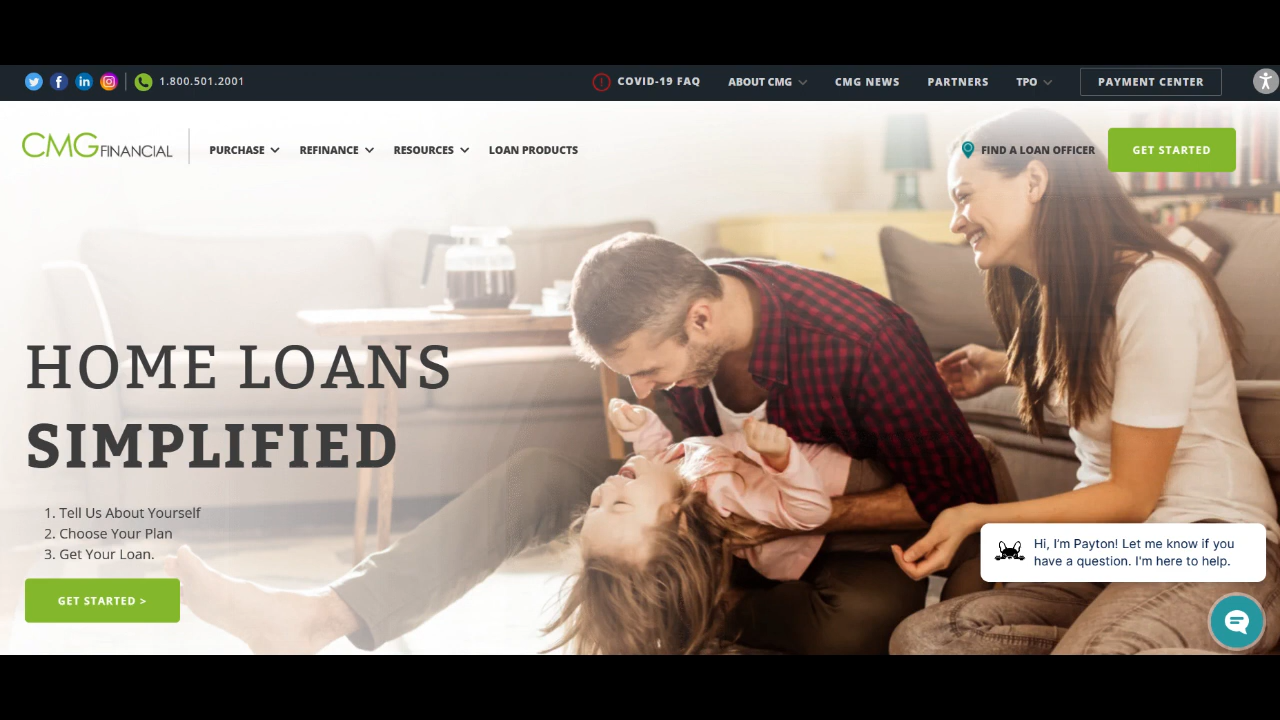 1.800.501.2001
COVID-19 FAQ
ABOUT CMG
CMG NEWS
PARTNERS
TPO
PAYMENT CENTER
CMG FINANCIAL
PURCHASE
REFINANCE
RESOURCES
LOAN PRODUCTS
FIND A LOAN OFFICER
GET STARTED
HOME LOANS
SIMPLIFIED
1. Tell Us About Yourself
2. Choose Your Plan
3. Get Your Loan.
GET STARTED >
Hi, I'm Payton! Let me know if you
have a question. I'm here to help.